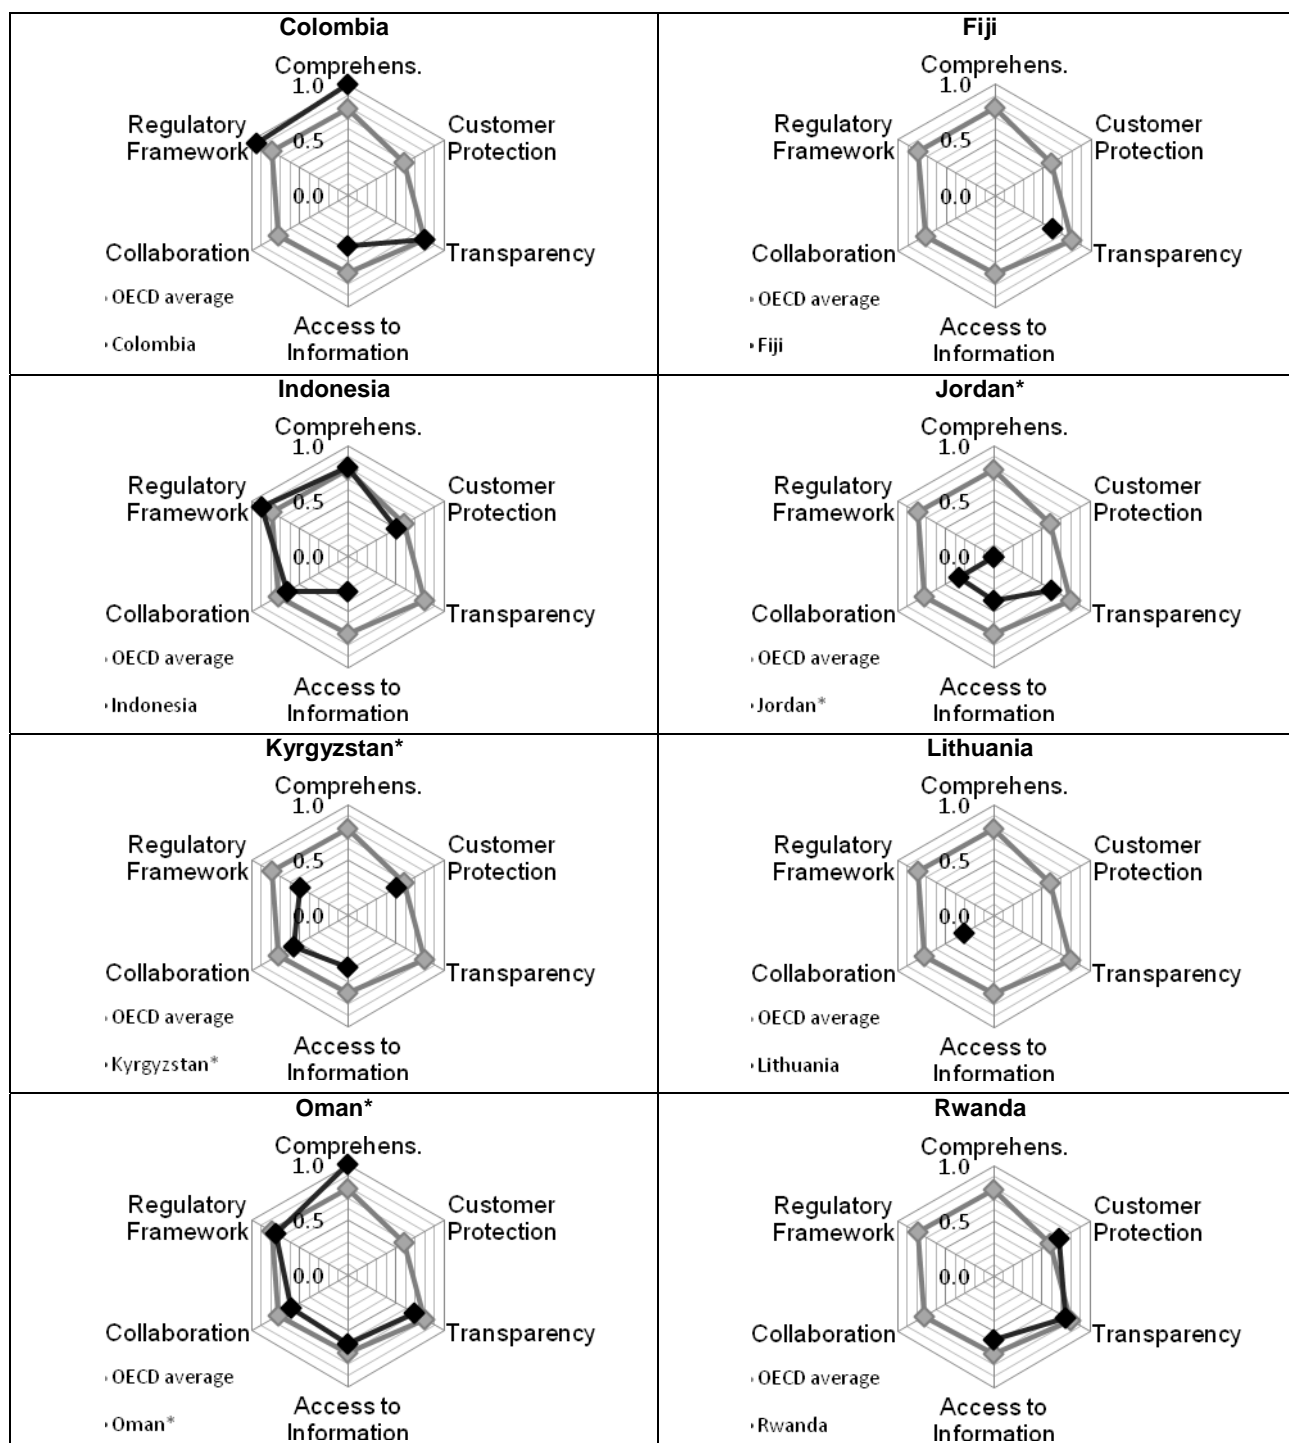 Colombia
Comprehens.
1.0
Regulatory
Framework
Customer
Protection
0.5
0.0
Collaboration
Transparency
OECD average
Access to
Information
Colombia
Fiji
Comprehens.
1.0
Regulatory
Framework
Customer
Protection
0.5
0.0
Collaboration
Transparency
OECD average
Access to
Information
Fiji
Indonesia
Comprehens.
1.0
Regulatory
Framework
Customer
Protection
0.5
0.0
Collaboration
Transparency
OECD average
Access to
Information
Indonesia
Jordan*
Comprehens.
1.0
Regulatory
Framework
Customer
Protection
0.5
0.0
Collaboration
Transparency
OECD average
Access to
Information
Jordan*
Kyrgyzstan*
Comprehens.
1.0
Regulatory
Framework
Customer
Protection
0.5
0.0
Collaboration
Transparency
OECD average
Access to
Information
Kyrgyzstan*
Lithuania
Comprehens.
1.0
Regulatory
Framework
Customer
Protection
0.5
0.0
Collaboration
Transparency
OECD average
Access to
Information
Lithuania
Oman*
Comprehens.
1.0
Regulatory
Framework
Customer
Protection
0.5
0.0
Collaboration
Transparency
OECD average
Access to
Information
Oman*
Rwanda
Comprehens.
1.0
Regulatory
Framework
Customer
Protection
0.5
0.0
Collaboration
Transparency
OECD average
Access to
Information
Rwanda